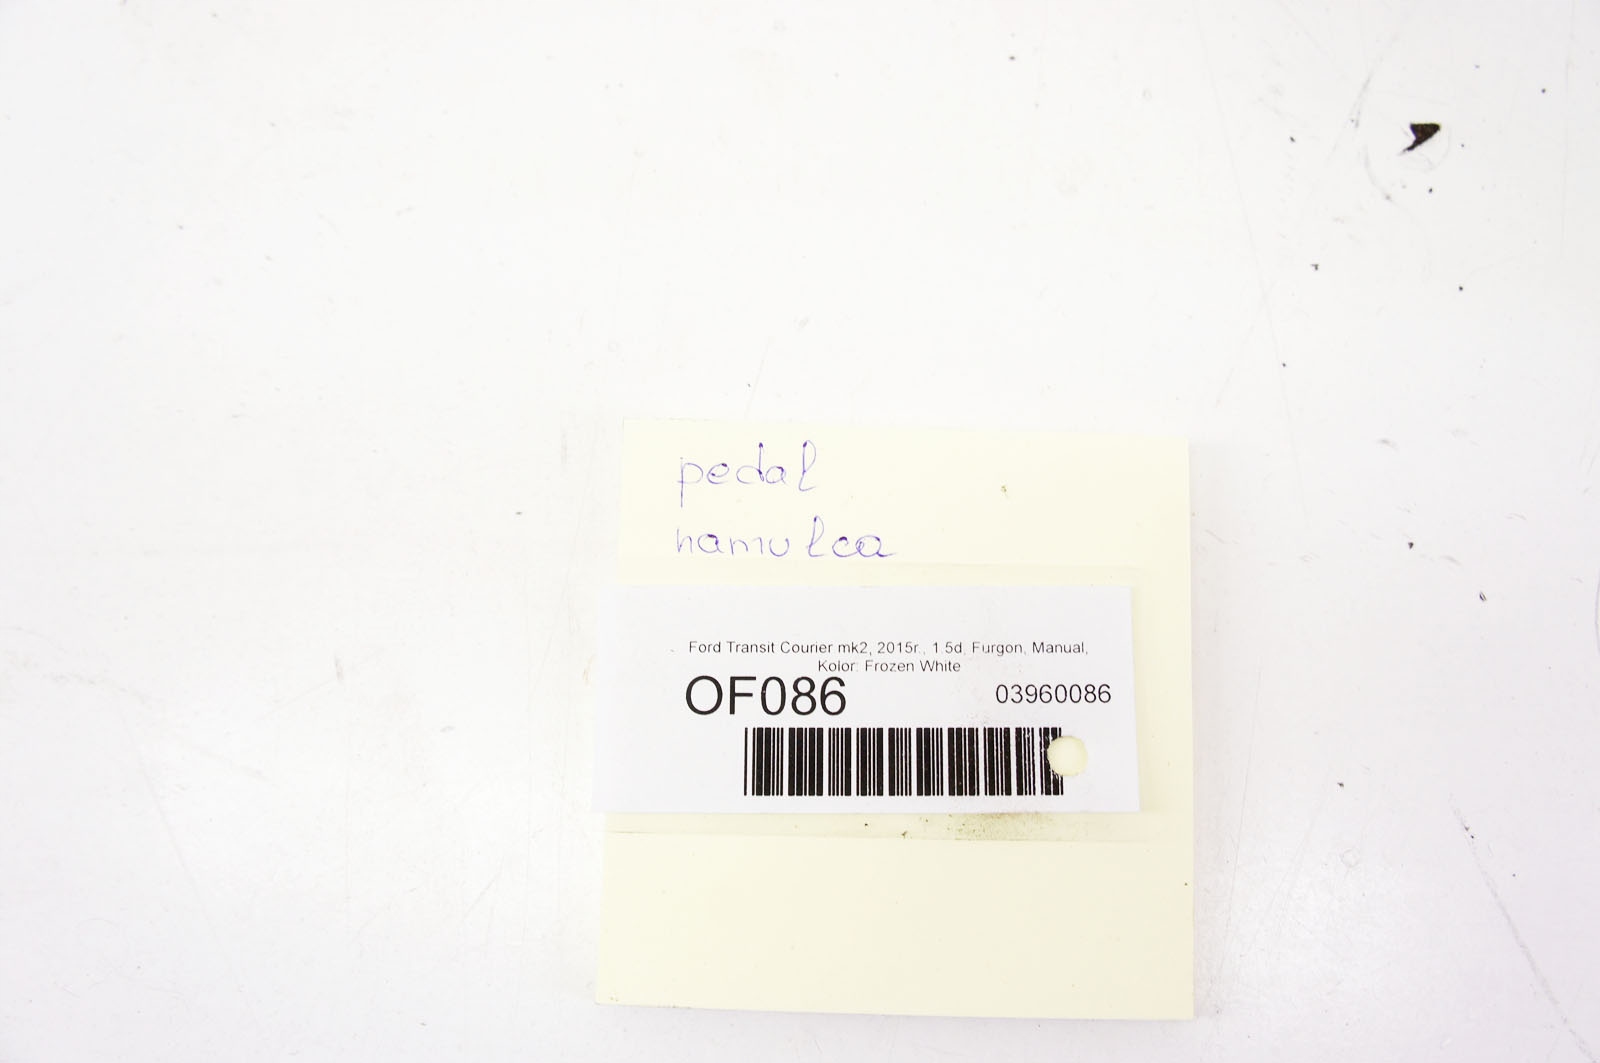 pedal
hamulca
Ford Transit Courier mk2, 2015r., 1.5d, Furgon, Manual,
Kolor: Frozen White
OF086
03960086